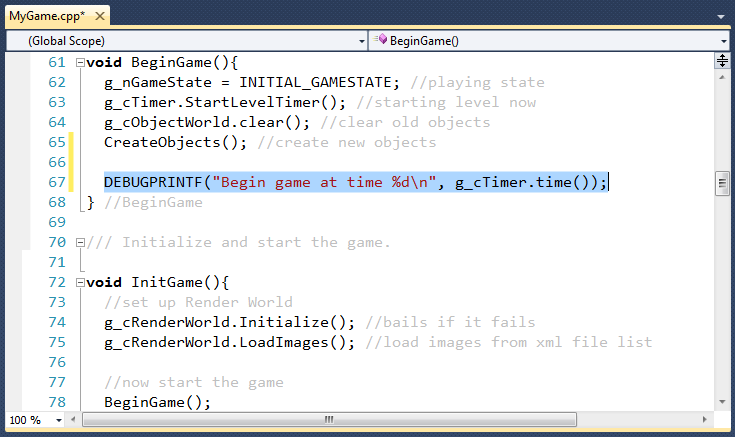 MyGame.cpp*
(Global Scope) BeginGame()
61 void BeginGame(){
62 g_nGameState = INITIAL_GAMESTATE; //playing state
63 g_cTimer.StartLevelTimer(); //starting level now
64 g_cObjectWorld.clear(); //clear old objects
65 CreateObjects(); //create new objects
66
67 DEBUGPRINTF("Begin game at time %d\n", g_cTimer.time());
68 } //BeginGame
69
70 /// Initialize and start the game.
71
72 void InitGame(){
73 //set up Render World
74 g_cRenderWorld.Initialize(); //bails if it fails
75 g_cRenderWorld.LoadImages(); //load images from xml file list
76
77 //now start the game
78 BeginGame();
100 %